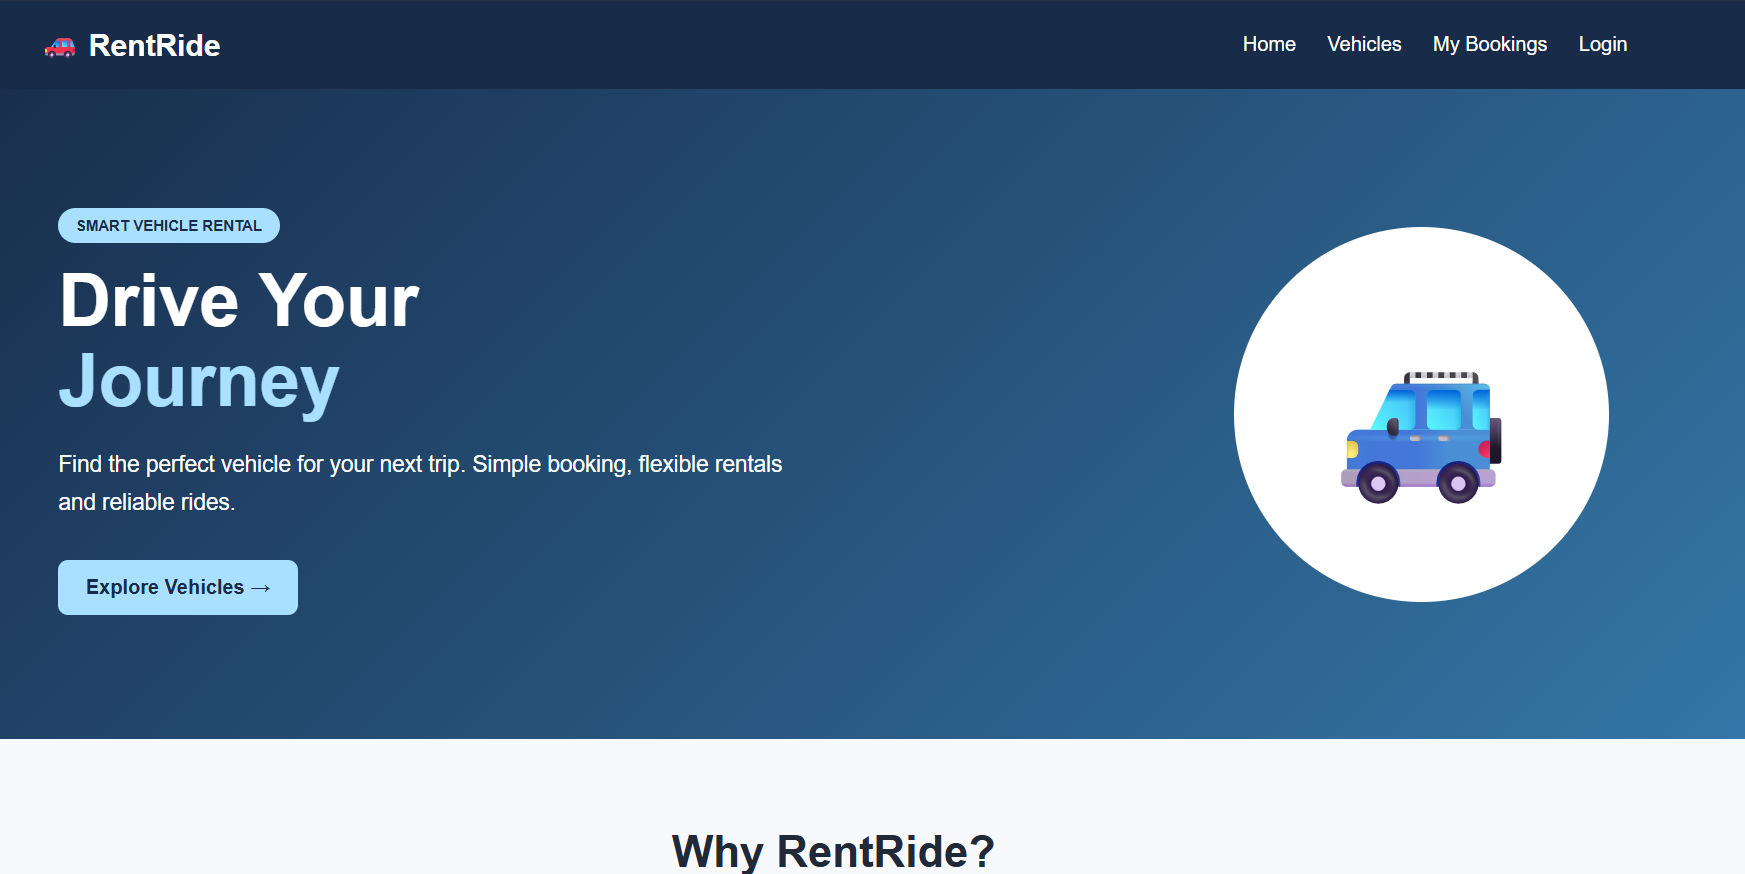 RentRide
Home Vehicles My Bookings Login
SMART VEHICLE RENTAL
Drive Your
Journey
Find the perfect vehicle for your next trip. Simple booking, flexible rentals
and reliable rides.
Explore Vehicles →
Why RentRide?